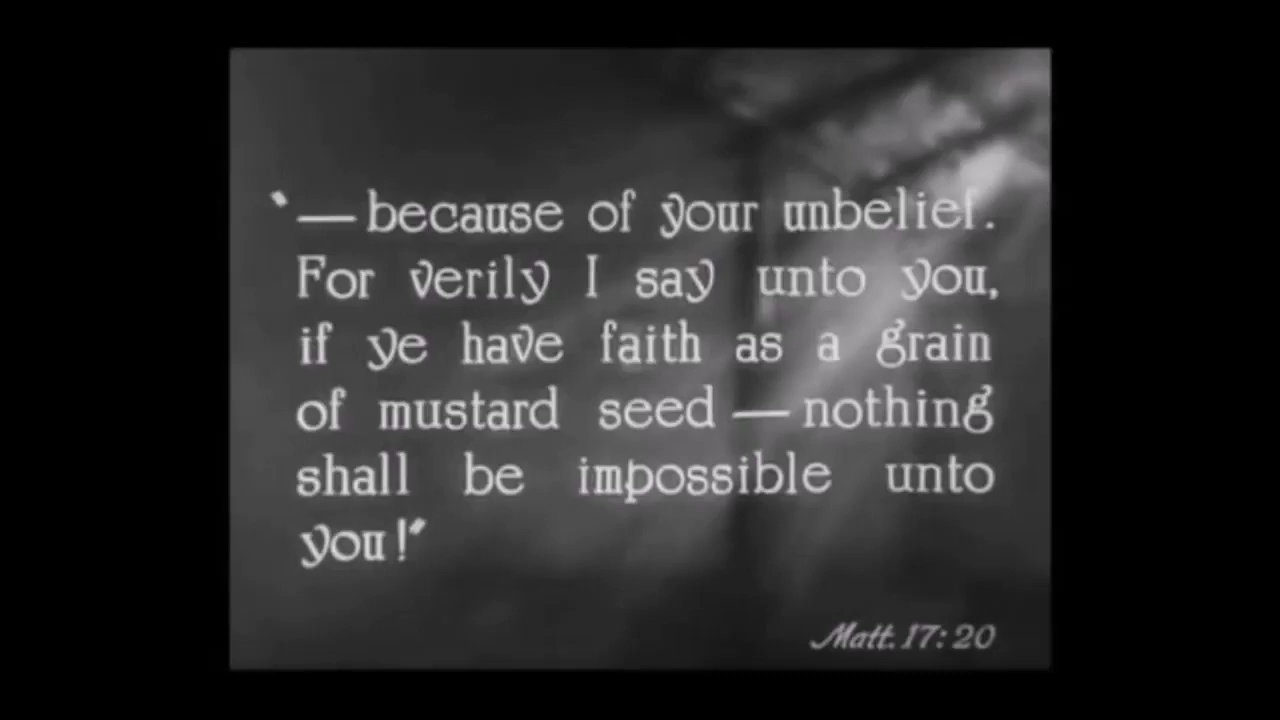 "—because of your unbelief.
For verily I say unto you,
if ye have faith as a grain
of mustard seed—nothing
shall be impossible unto
you!"
Matt. 17:20